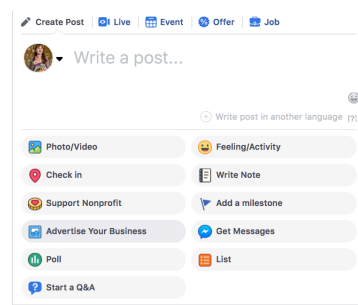 Create Post Live Event Offer Job
Write a post...
Write post in another language [?]
Photo/Video Feeling/Activity
Check in Write Note
Support Nonprofit Add a milestone
Advertise Your Business Get Messages
Poll List
Start a Q&A